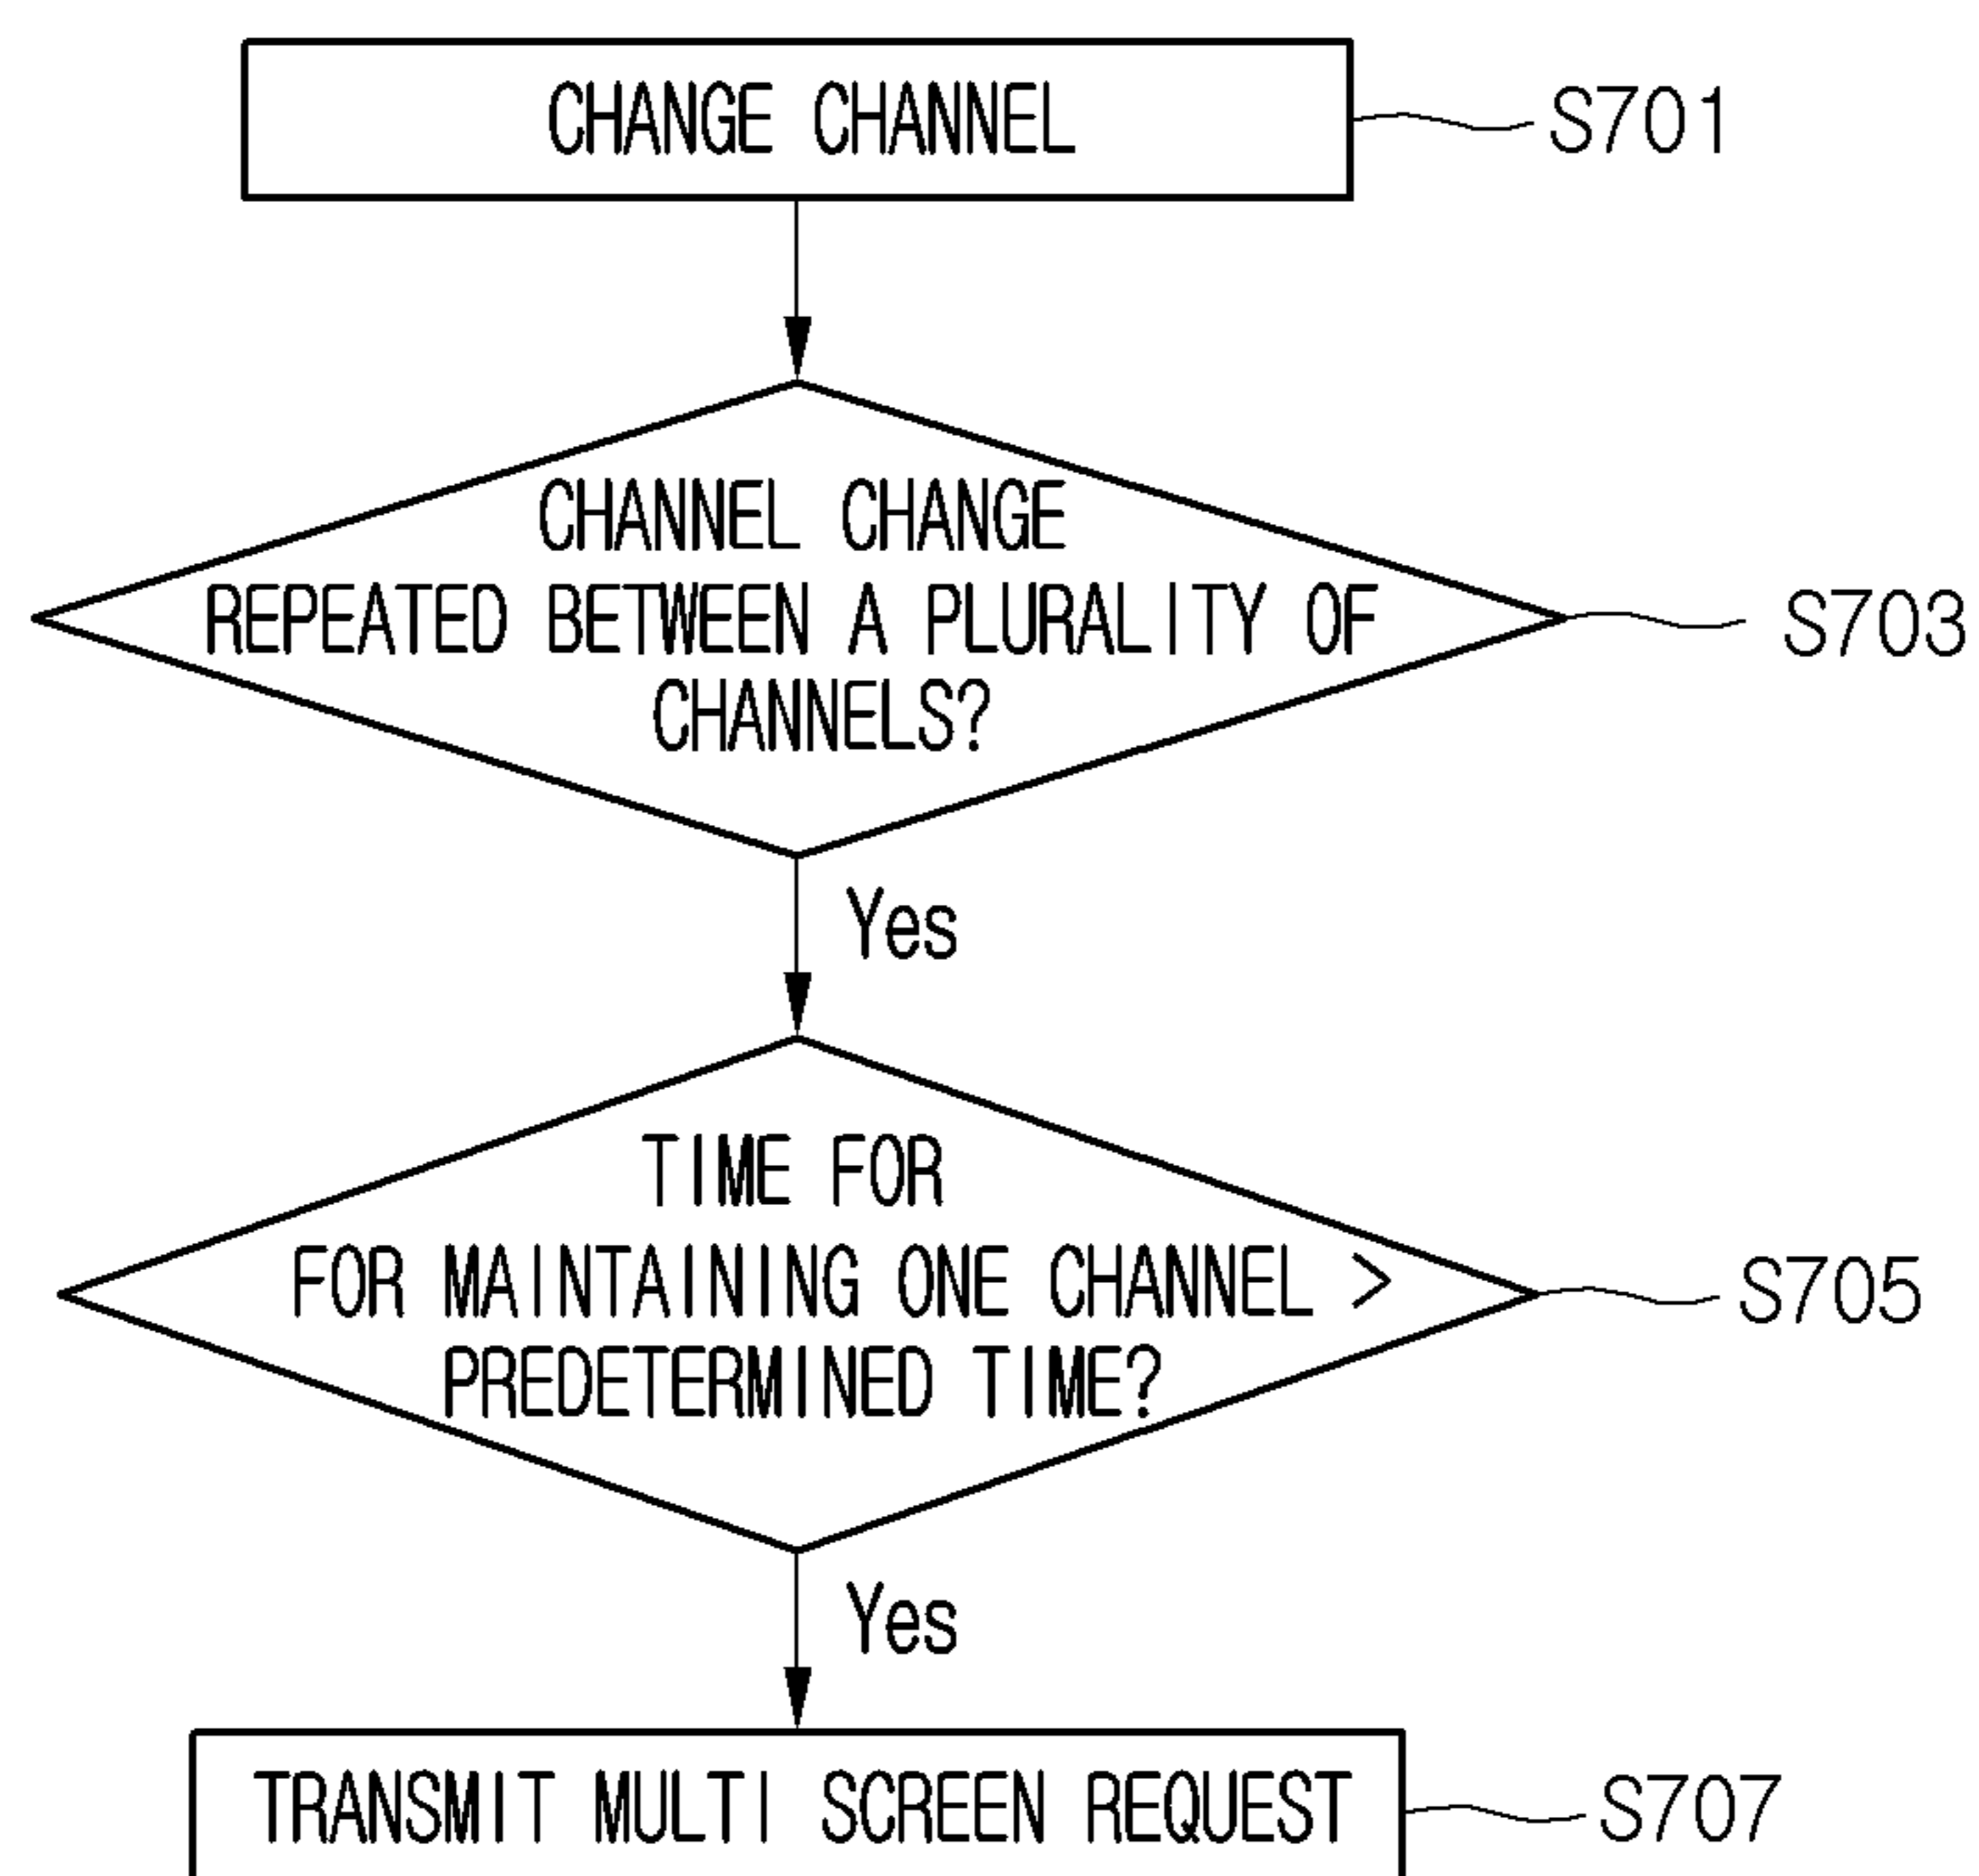 CHANGE CHANNEL
S701
CHANNEL CHANGE
REPEATED BETWEEN A PLURALITY OF
CHANNELS?
S703
Yes
TIME FOR
FOR MAINTAINING ONE CHANNEL >
PREDETERMINED TIME?
S705
Yes
TRANSMIT MULTI SCREEN REQUEST
S707